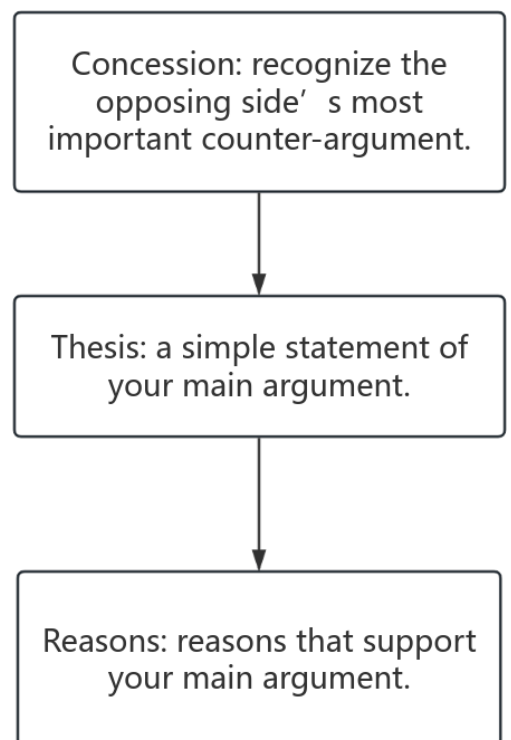 Concession: recognize the
opposing side’ s most
important counter-argument.
Thesis: a simple statement of
your main argument.
Reasons: reasons that support
your main argument.